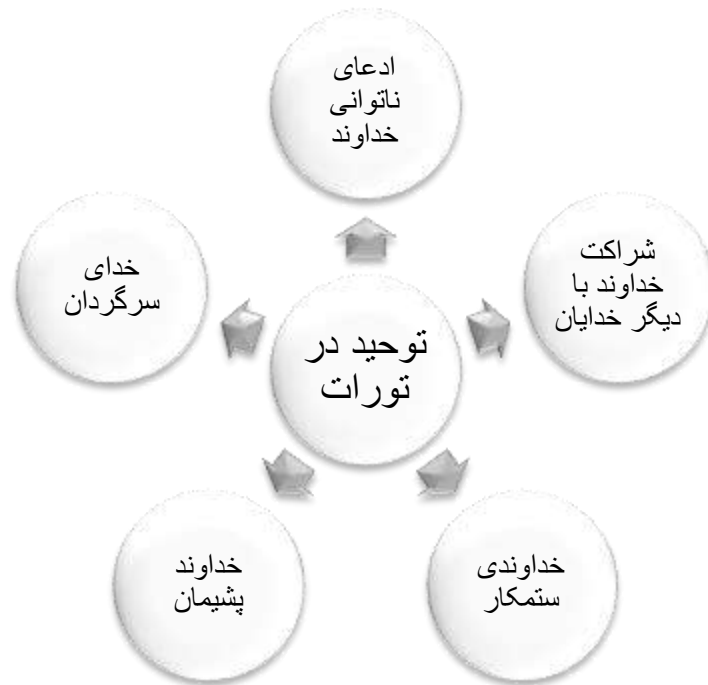 ادعای
ناتوانی
خداوند
شراکت
خداوند با
دیگر خدایان
خدای
سرگردان
توحید در
تورات
خداوندی
ستمکار
خداوند
پشیمان